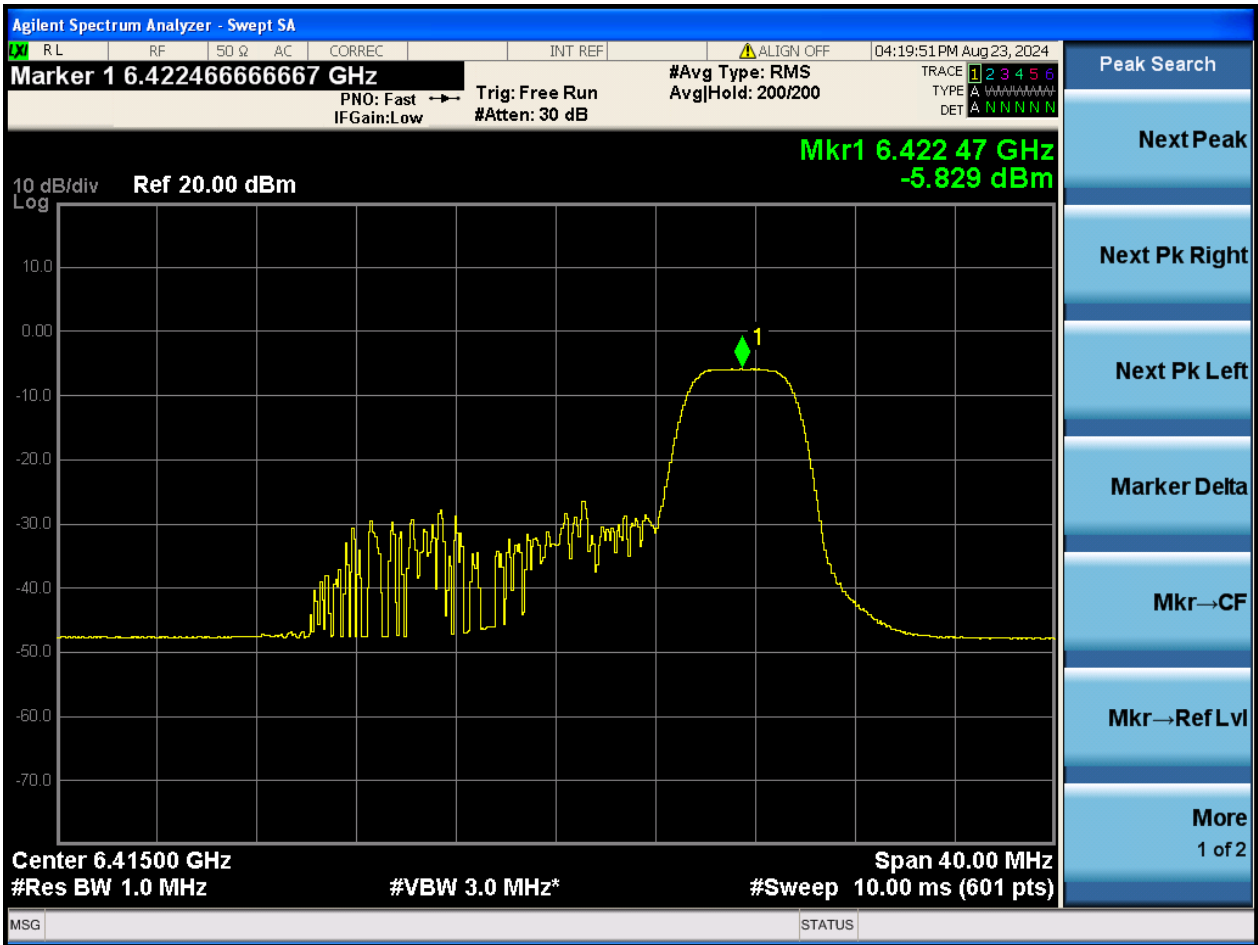 Agilent Spectrum Analyzer - Swept SA
LXI RL RF 50 Ω AC CORREC INT REF ALIGN OFF 04:19:51 PM Aug 23, 2024
Marker 1 6.422466666667 GHz
PNO: Fast
IFGain:Low
Trig: Free Run
#Atten: 30 dB
#Avg Type: RMS
Avg|Hold: 200/200
TRACE 1 2 3 4 5 6
TYPE A WWWWW
DET A N N N N N
Mkr1 6.422 47 GHz
-5.829 dBm
10 dB/div Ref 20.00 dBm
Log
10.0
0.00
-10.0
-20.0
-30.0
-40.0
-50.0
-60.0
-70.0
1
Center 6.41500 GHz Span 40.00 MHz
#Res BW 1.0 MHz #VBW 3.0 MHz* #Sweep 10.00 ms (601 pts)
MSG STATUS
Peak Search
Next Peak
Next Pk Right
Next Pk Left
Marker Delta
Mkr→CF
Mkr→Ref Lvl
More
1 of 2